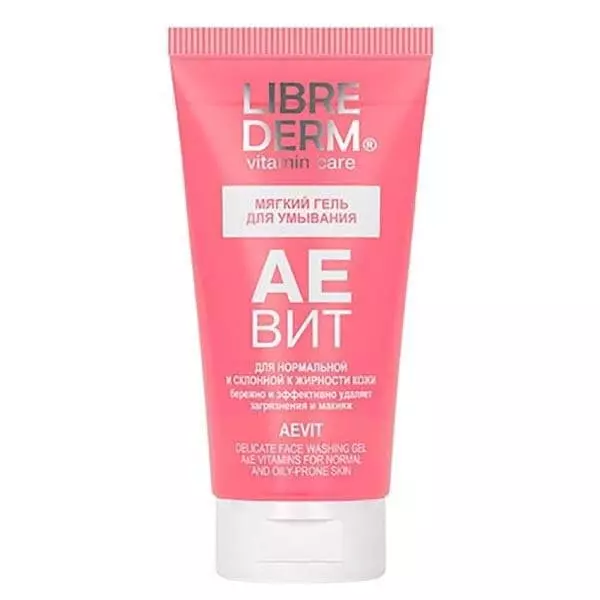 LIBRE
DERM®
vitamin care
МЯГКИЙ ГЕЛЬ
ДЛЯ УМЫВАНИЯ
АЕ
ВИТ
ДЛЯ НОРМАЛЬНОЙ
И СКЛОННОЙ К ЖИРНОСТИ КОЖИ
бережно и эффективно удаляет
загрязнения и макияж
AEVIT
DELICATE FACE WASHING GEL
A&E VITAMINS FOR NORMAL
AND OILY-PRONE SKIN